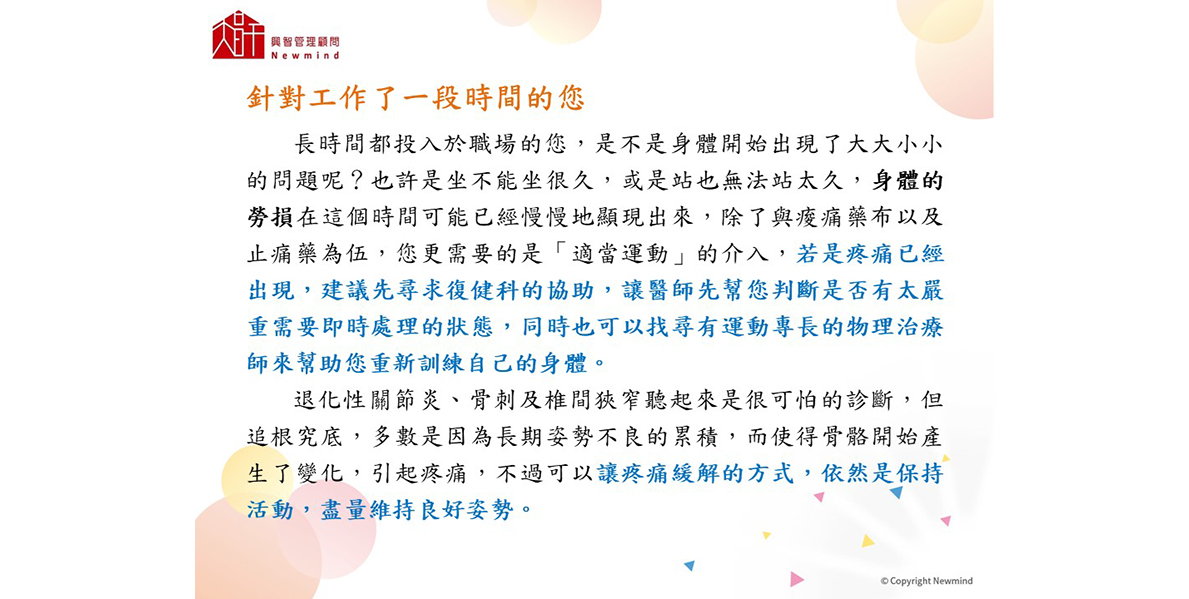 興智管理顧問
Newmind
針對工作了一段時間的您
長時間都投入於職場的您，是不是身體開始出現了大大小小
的問題呢？也許是坐不能坐很久，或是站也無法站太久，身體的
勞損在這個時間可能已經慢慢地顯現出來，除了與痠痛藥布以及
止痛藥為伍，您更需要的是「適當運動」的介入，若是疼痛已經
出現，建議先尋求復健科的協助，讓醫師先幫您判斷是否有太嚴
重需要即時處理的狀態，同時也可以找尋有運動專長的物理治療
師來幫助您重新訓練自己的身體。
退化性關節炎、骨刺及椎間狹窄聽起來是很可怕的診斷，但
追根究底，多數是因為長期姿勢不良的累積，而使得骨骼開始產
生了變化，引起疼痛，不過可以讓疼痛緩解的方式，依然是保持
活動，盡量維持良好姿勢。
© Copyright Newmind